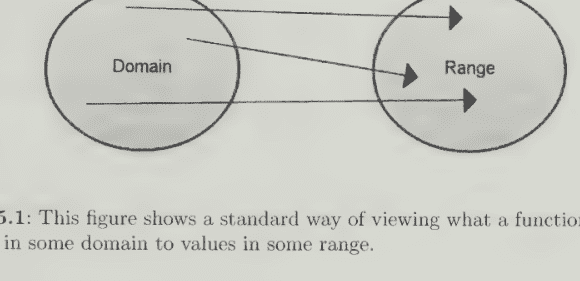 Domain
Range
5.1: This figure shows a standard way of viewing what a functio
in some domain to values in some range.